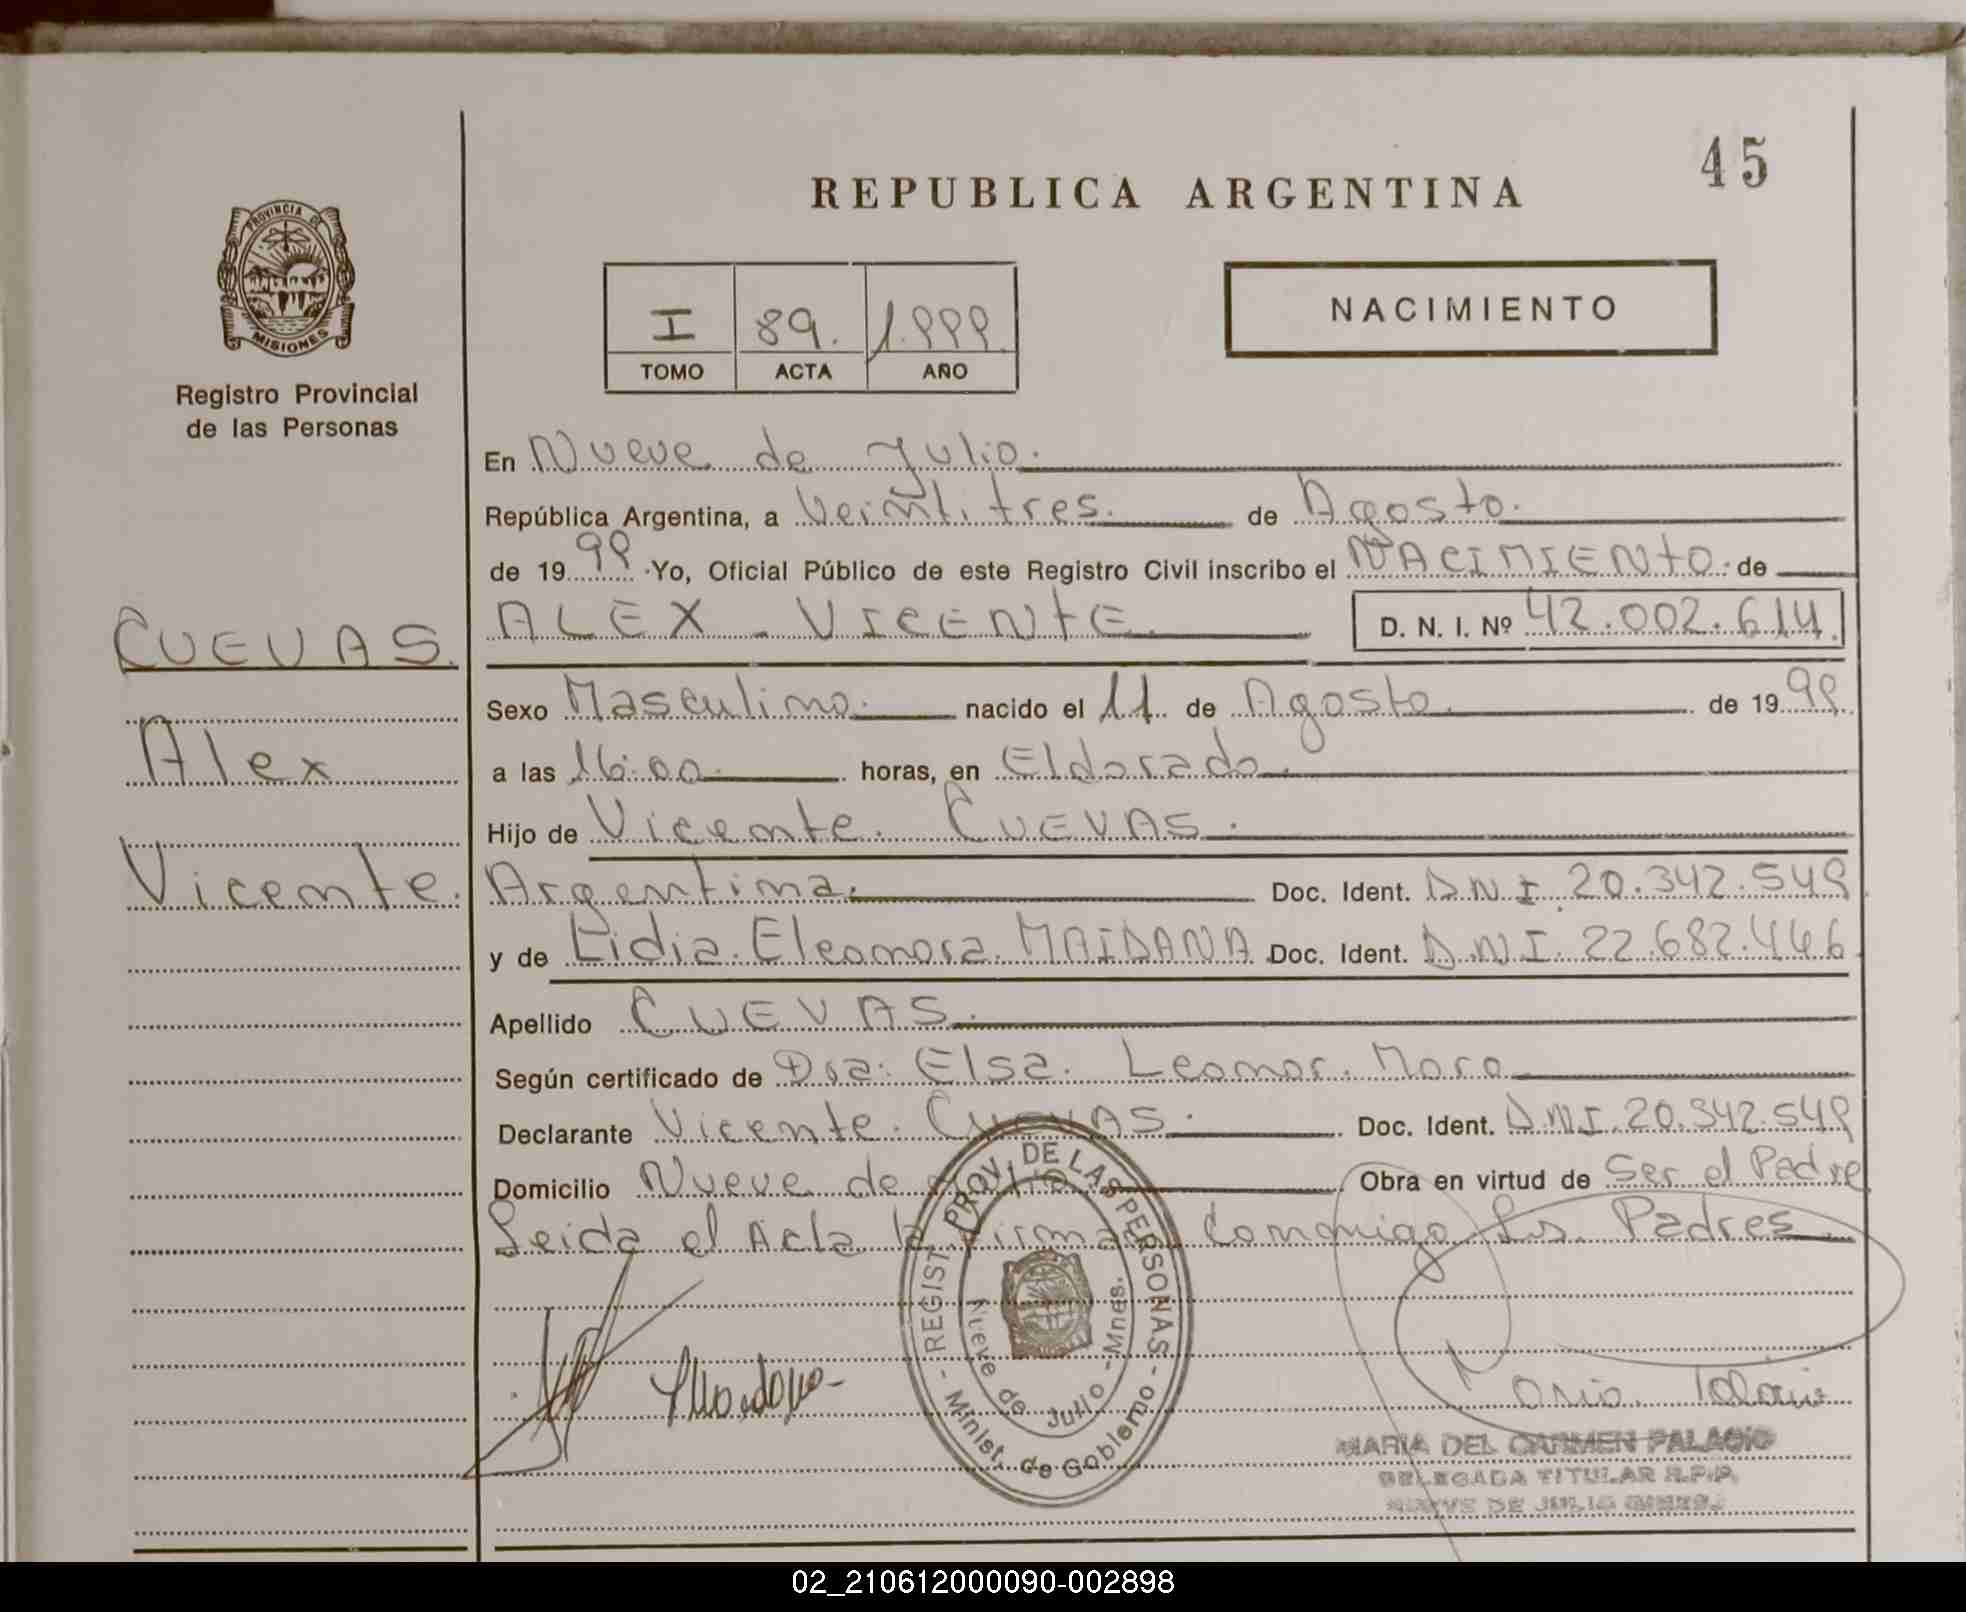 45
REPUBLICA ARGENTINA
PROVINCIA DE
MISIONES
Registro Provincial
de las Personas
I 89. 1.999.
TOMO ACTA AÑO
NACIMIENTO
En Nueve de Julio.
República Argentina, a Veintitres. de Agosto.
de 1999 Yo, Oficial Público de este Registro Civil inscribo el NACIMIENTO de
ALEX VICENTE. D. N. I. Nº 42.002.614.
CUEVAS.
Alex
Vicente.
Sexo Masculino. nacido el 11. de Agosto. de 1999.
a las 16:00 horas, en Eldorado.
Hijo de Vicente. CUEVAS.
Argentina. Doc. Ident. D.N.I. 20.342.549
y de Lidia. Eleonora. MAIDANA Doc. Ident. D.N.I. 22.682.446
Apellido CUEVAS.
Según certificado de Dra: Elsa. Leonor. Moro
Declarante Vicente. CUEVAS. Doc. Ident. D.N.I. 20.342.549
Domicilio Nueve de Julio Obra en virtud de Ser el Padre
Leida el Acta la firman Conmigo Los Padres
- REGIST. PROV. DE LAS PERSONAS -
Minist. de Gobierno
Nueve de Julio - Mnes.
MARIA DEL CARMEN PALACIO
DELEGADA TITULAR R.P.P.
NUEVE DE JULIO
02_210612000090-002898